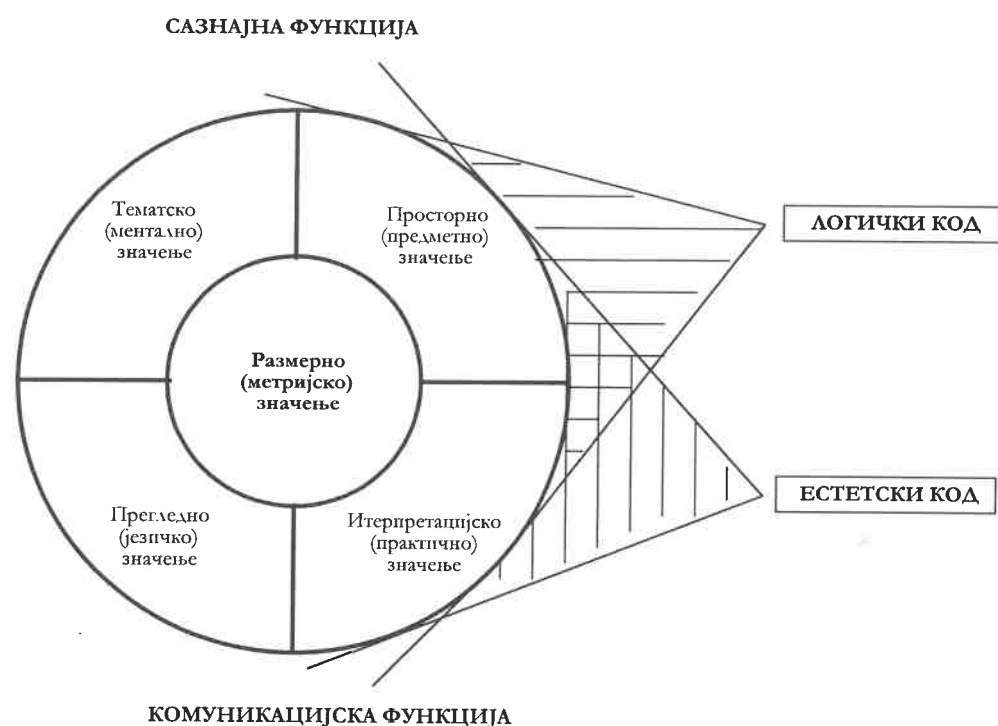 САЗНАЈНА ФУНКЦИЈА
Тематско
(ментално)
значење
Просторно
(предметно)
значење
ЛОГИЧКИ КОД
Размерно
(метријско)
значење
ЕСТЕТСКИ КОД
Прегледно
(језичко)
значење
Итерпретацијско
(практично)
значење
КОМУНИКАЦИЈСКА ФУНКЦИЈА